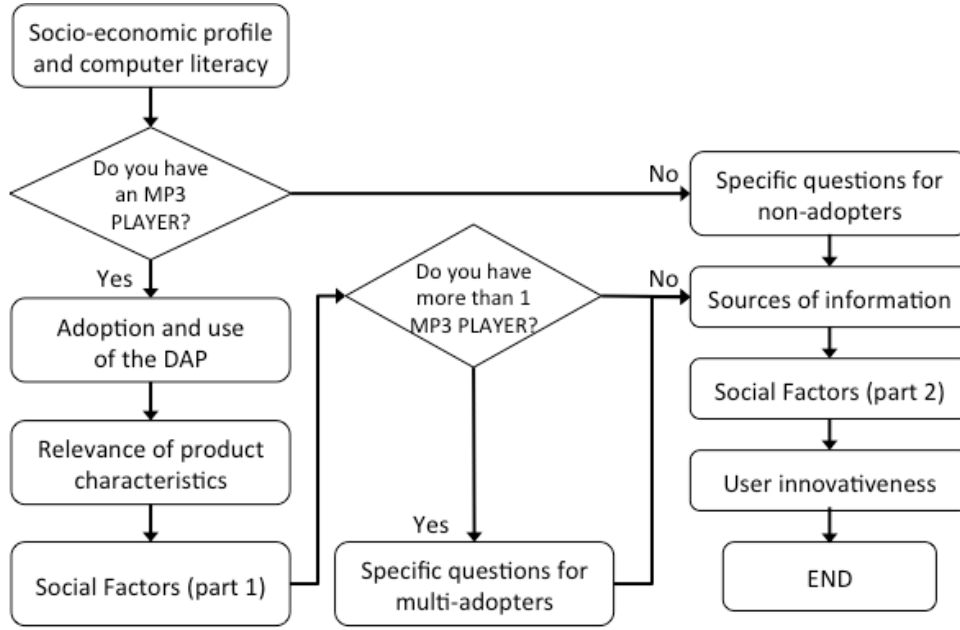 Socio-economic profile
and computer literacy
Do you have
an MP3
PLAYER?
No
Specific questions for
non-adopters
Yes
Do you have
more than 1
MP3 PLAYER?
No
Sources of information
Adoption and use
of the DAP
Social Factors (part 2)
Relevance of product
characteristics
User innovativeness
Yes
Social Factors (part 1)
Specific questions for
multi-adopters
END